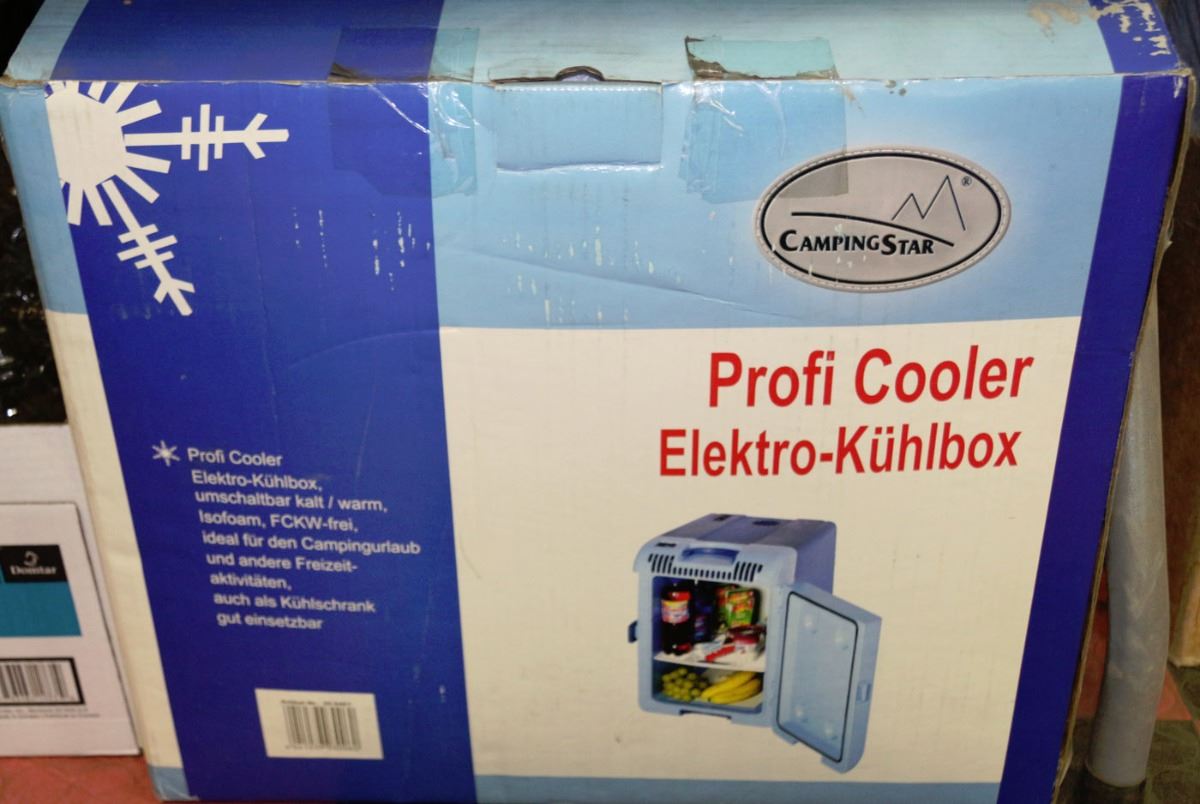 CAMPINGSTAR ®
Profi Cooler
Elektro-Kühlbox
Profi Cooler
Elektro-Kühlbox,
umschaltbar kalt / warm,
Isofoam, FCKW-frei,
ideal für den Campingurlaub
und andere Freizeit-
aktivitäten,
auch als Kühlschrank
gut einsetzbar
Domtar